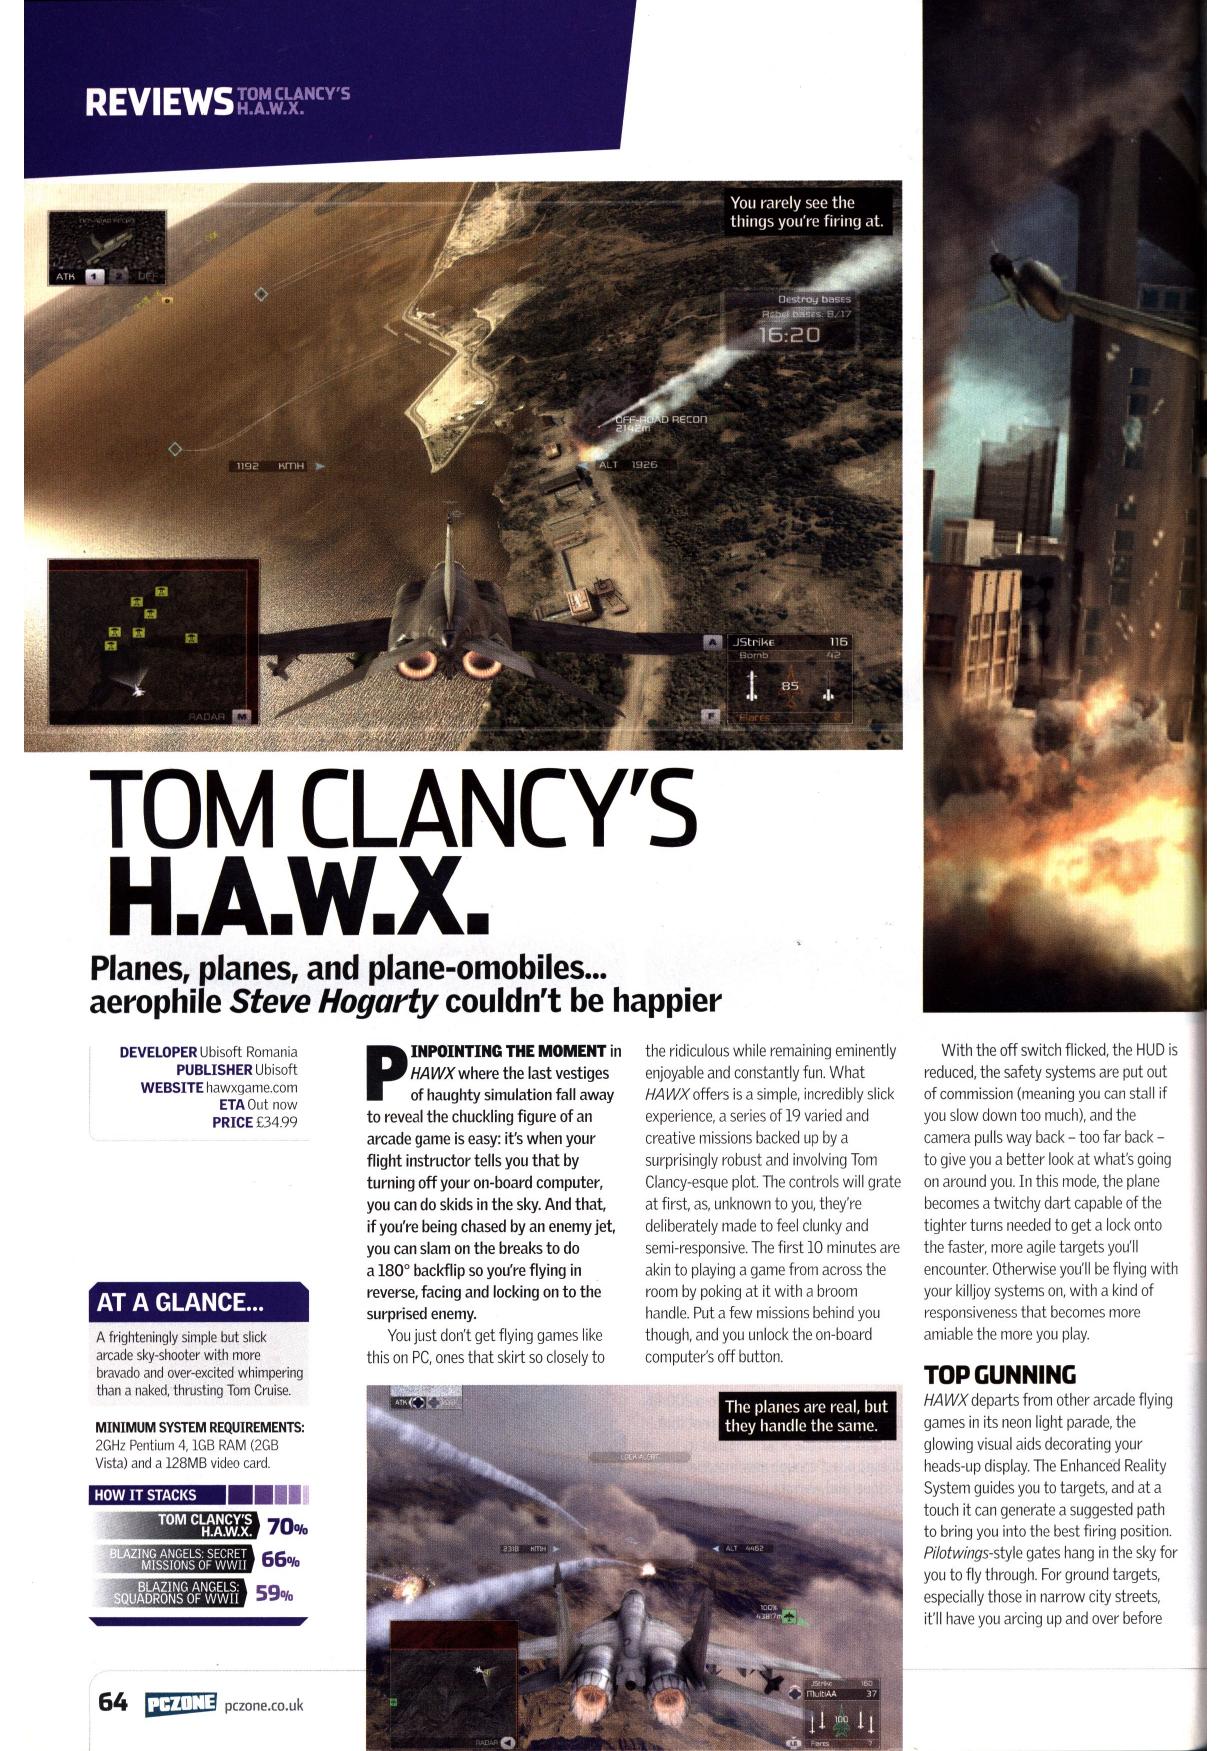 REVIEWS TOM CLANCY'S
H.A.W.X.
You rarely see the
things you're firing at.
OFF-ROAD RECON
ATK 1 2 DEF
Destroy bases
Rebel bases: 8/17
16:20
OFF-ROAD RECON
2142m
1192 KMH
ALT 1926
RADAR M
A JStrike 116
Bomb 42
85
F Flares
TOM CLANCY'S
H.A.W.X.
Planes, planes, and plane-omobiles...
aerophile Steve Hogarty couldn't be happier
DEVELOPER Ubisoft Romania
PUBLISHER Ubisoft
WEBSITE hawxgame.com
ETA Out now
PRICE £34.99
AT A GLANCE...
A frighteningly simple but slick
arcade sky-shooter with more
bravado and over-excited whimpering
than a naked, thrusting Tom Cruise.
MINIMUM SYSTEM REQUIREMENTS:
2GHz Pentium 4, 1GB RAM (2GB
Vista) and a 128MB video card.
HOW IT STACKS
TOM CLANCY'S
H.A.W.X. 70%
BLAZING ANGELS: SECRET
MISSIONS OF WWII 66%
BLAZING ANGELS:
SQUADRONS OF WWII 59%
PINPOINTING THE MOMENT in
HAWX where the last vestiges
of haughty simulation fall away
to reveal the chuckling figure of an
arcade game is easy: it's when your
flight instructor tells you that by
turning off your on-board computer,
you can do skids in the sky. And that,
if you're being chased by an enemy jet,
you can slam on the breaks to do
a 180° backflip so you're flying in
reverse, facing and locking on to the
surprised enemy.
You just don't get flying games like
this on PC, ones that skirt so closely to
the ridiculous while remaining eminently
enjoyable and constantly fun. What
HAWX offers is a simple, incredibly slick
experience, a series of 19 varied and
creative missions backed up by a
surprisingly robust and involving Tom
Clancy-esque plot. The controls will grate
at first, as, unknown to you, they're
deliberately made to feel clunky and
semi-responsive. The first 10 minutes are
akin to playing a game from across the
room by poking at it with a broom
handle. Put a few missions behind you
though, and you unlock the on-board
computer's off button.
With the off switch flicked, the HUD is
reduced, the safety systems are put out
of commission (meaning you can stall if
you slow down too much), and the
camera pulls way back – too far back –
to give you a better look at what's going
on around you. In this mode, the plane
becomes a twitchy dart capable of the
tighter turns needed to get a lock onto
the faster, more agile targets you'll
encounter. Otherwise you'll be flying with
your killjoy systems on, with a kind of
responsiveness that becomes more
amiable the more you play.
TOP GUNNING
HAWX departs from other arcade flying
games in its neon light parade, the
glowing visual aids decorating your
heads-up display. The Enhanced Reality
System guides you to targets, and at a
touch it can generate a suggested path
to bring you into the best firing position.
Pilotwings-style gates hang in the sky for
you to fly through. For ground targets,
especially those in narrow city streets,
it'll have you arcing up and over before
The planes are real, but
they handle the same.
ATK
LOCK ALERT
2318 KMH
ALT 4462
100%
43817m
RADAR
JStrike 160
MultiAA 37
100
Flares 7
64 PCZONE pczone.co.uk